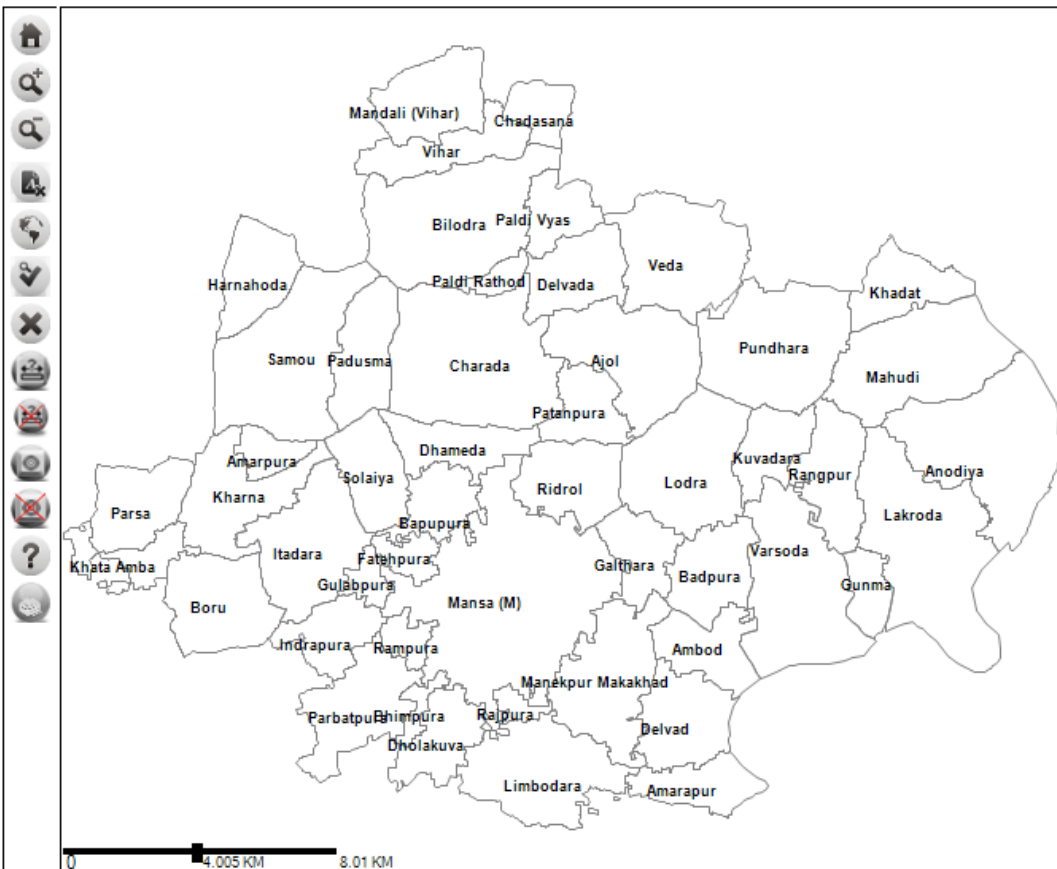 Mandali (Vihar)
Chadasana
Vihar
Bilodra
Paldi Vyas
Veda
Harnahoda
Paldi Rathod
Delvada
Khadat
Samou
Padusma
Charada
Ajol
Pundhara
Mahudi
Patanpura
Dhameda
Amarpura
Solaiya
Kuvadara
Rangpur
Anodiya
Kharna
Ridrol
Lodra
Parsa
Bapupura
Lakroda
Itadara
Fatehpura
Varsoda
Khata Amba
Galthara
Badpura
Gulabpura
Gunma
Boru
Mansa (M)
Indrapura
Rampura
Ambod
Manekpur Makakhad
Parbatpura
Bhimpura
Rajpura
Delvad
Dholakuva
Limbodara
Amarapur
0
4.005 KM
8.01 KM
?